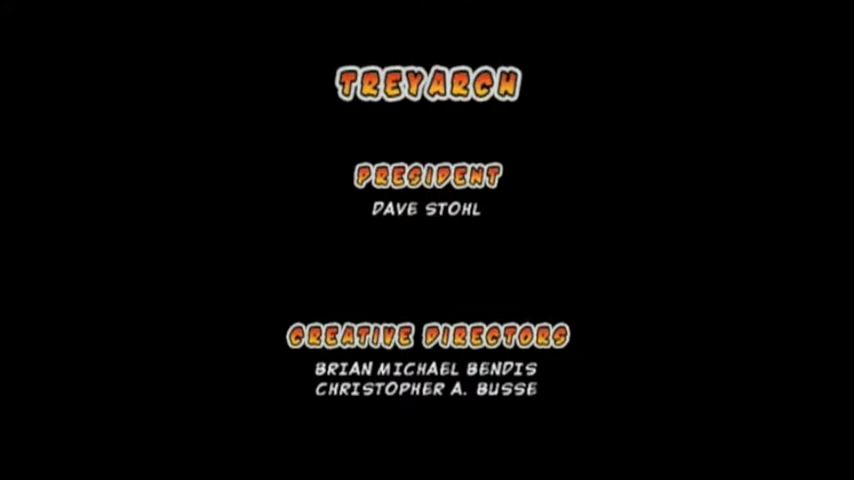 TREYARCH
PRESIDENT
DAVE STOHL
CREATIVE DIRECTORS
BRIAN MICHAEL BENDIS
CHRISTOPHER A. BUSSE